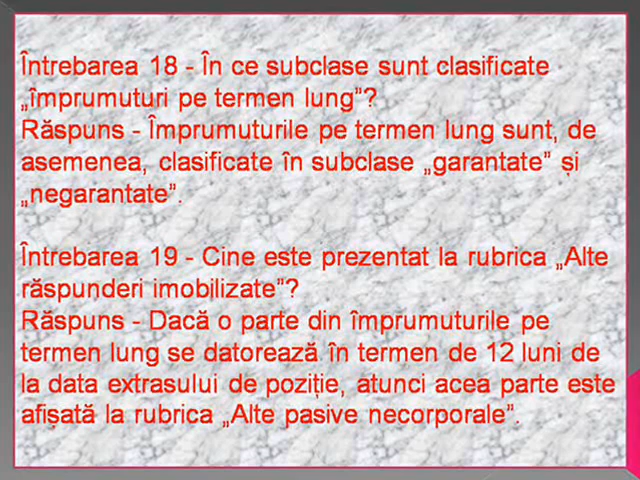 Întrebarea 18 - În ce subclase sunt clasificate
„împrumuturi pe termen lung”?
Răspuns - Împrumuturile pe termen lung sunt, de
asemenea, clasificate în subclase „garantate” și
„negarantate”.
Întrebarea 19 - Cine este prezentat la rubrica „Alte
răspunderi imobilizate”?
Răspuns - Dacă o parte din împrumuturile pe
termen lung se datorează în termen de 12 luni de
la data extrasului de poziție, atunci acea parte este
afișată la rubrica „Alte pasive necorporale”.